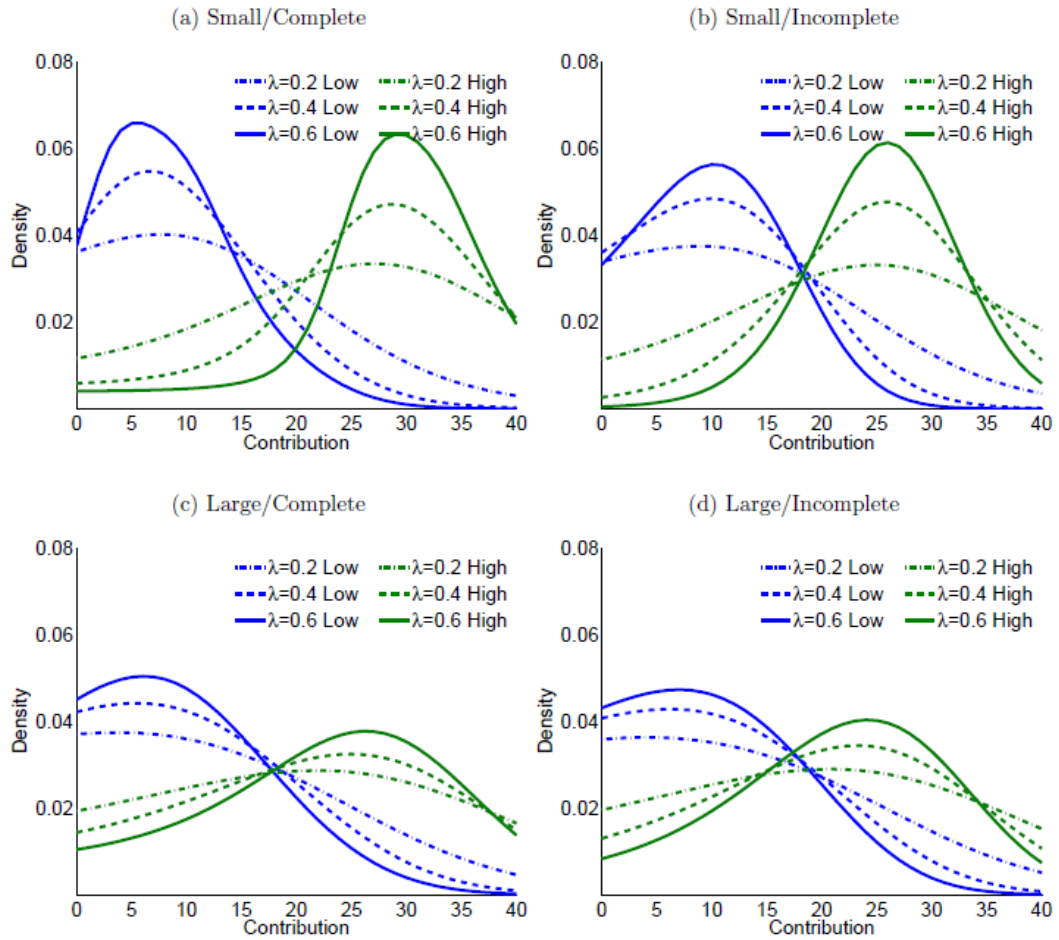 (a) Small/Complete
0.08
0.06
0.04
0.02
Density
λ=0.2 Low λ=0.2 High
λ=0.4 Low λ=0.4 High
λ=0.6 Low λ=0.6 High
0 5 10 15 20 25 30 35 40
Contribution
(b) Small/Incomplete
0.08
0.06
0.04
0.02
Density
λ=0.2 Low λ=0.2 High
λ=0.4 Low λ=0.4 High
λ=0.6 Low λ=0.6 High
0 5 10 15 20 25 30 35 40
Contribution
(c) Large/Complete
0.08
0.06
0.04
0.02
Density
λ=0.2 Low λ=0.2 High
λ=0.4 Low λ=0.4 High
λ=0.6 Low λ=0.6 High
0 5 10 15 20 25 30 35 40
Contribution
(d) Large/Incomplete
0.08
0.06
0.04
0.02
Density
λ=0.2 Low λ=0.2 High
λ=0.4 Low λ=0.4 High
λ=0.6 Low λ=0.6 High
0 5 10 15 20 25 30 35 40
Contribution